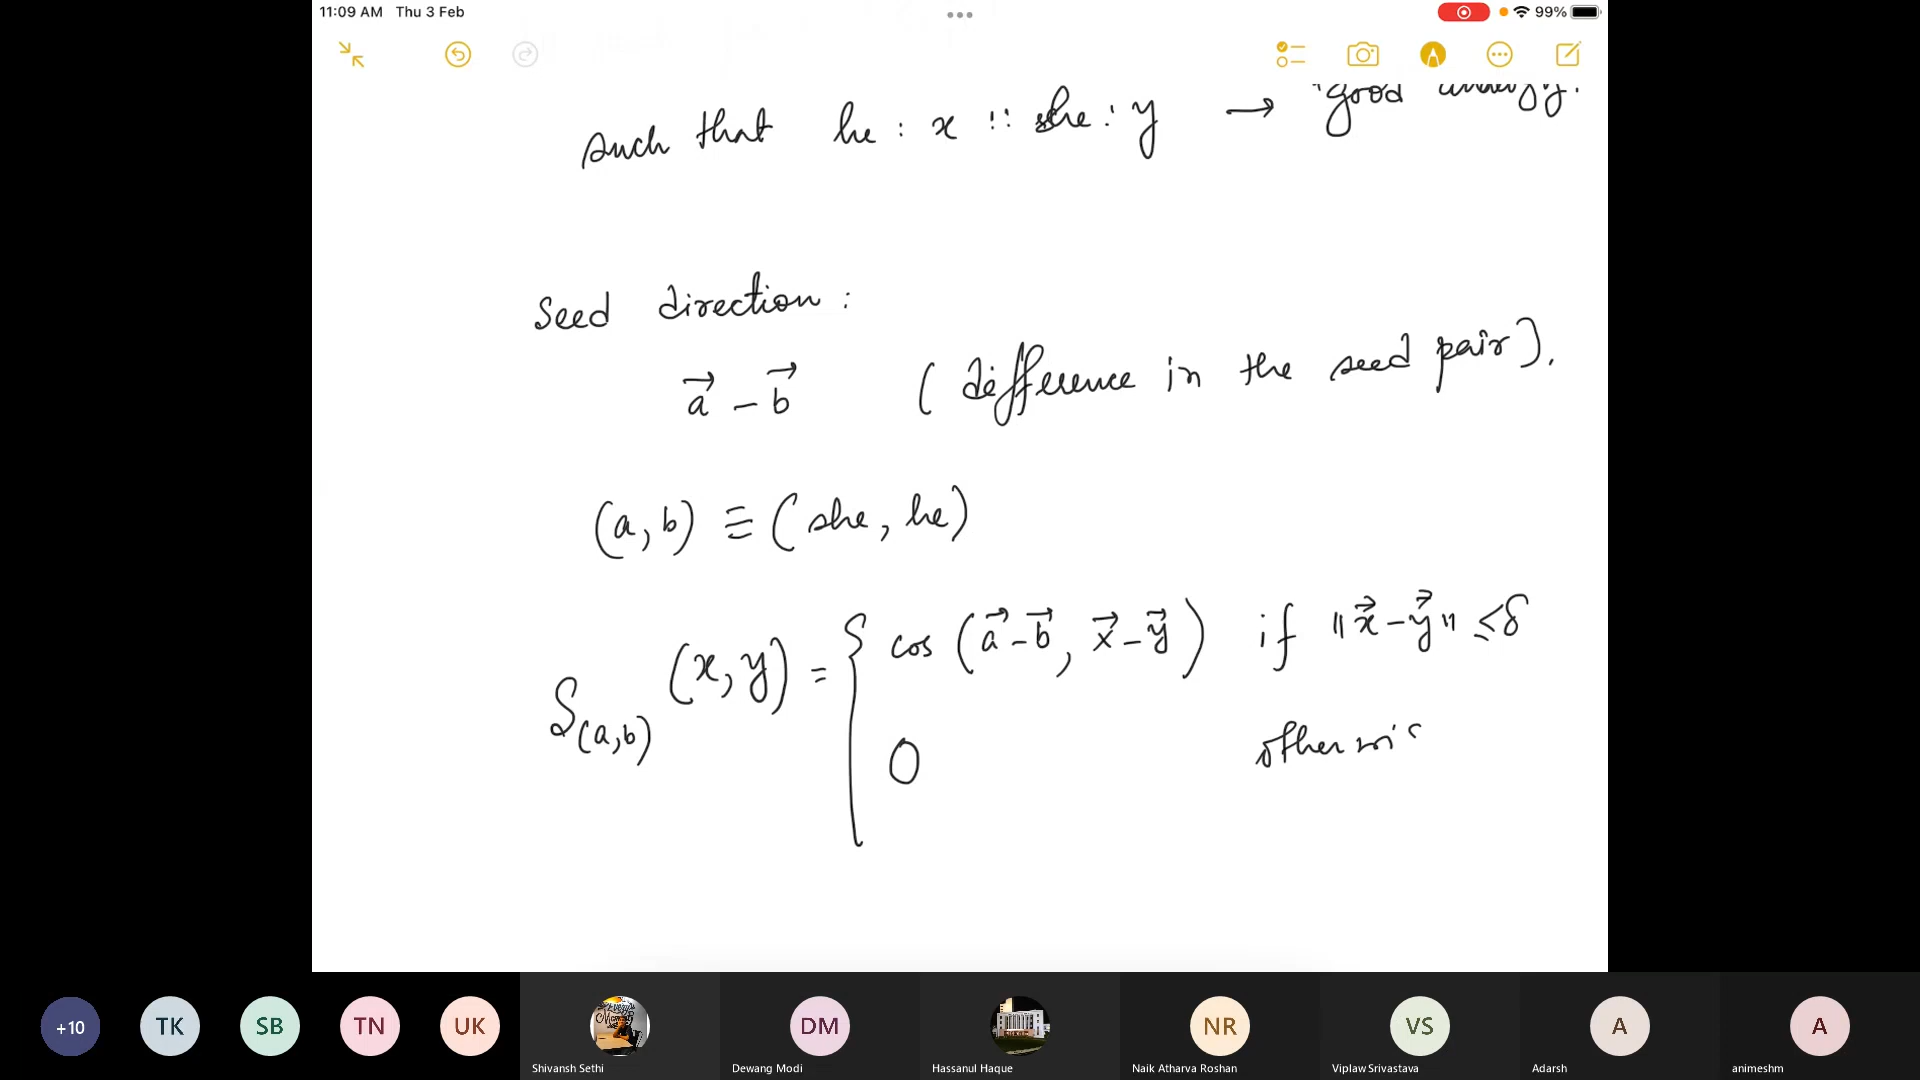 11:09 AM Thu 3 Feb
99%
such that he : x :: she : y → "good analogy.
Seed direction :
a⃗ - b⃗ ( difference in the seed pair).
(a, b) ≡ (she, he)
S(a,b) (x, y) = { cos (a⃗ - b⃗, x⃗ - y⃗) if ||x⃗ - y⃗|| ≤ δ
0 otherwis
+10 TK SB TN UK DM NR VS A A
Shivansh Sethi Dewang Modi Hassanul Haque Naik Atharva Roshan Viplaw Srivastava Adarsh animeshm